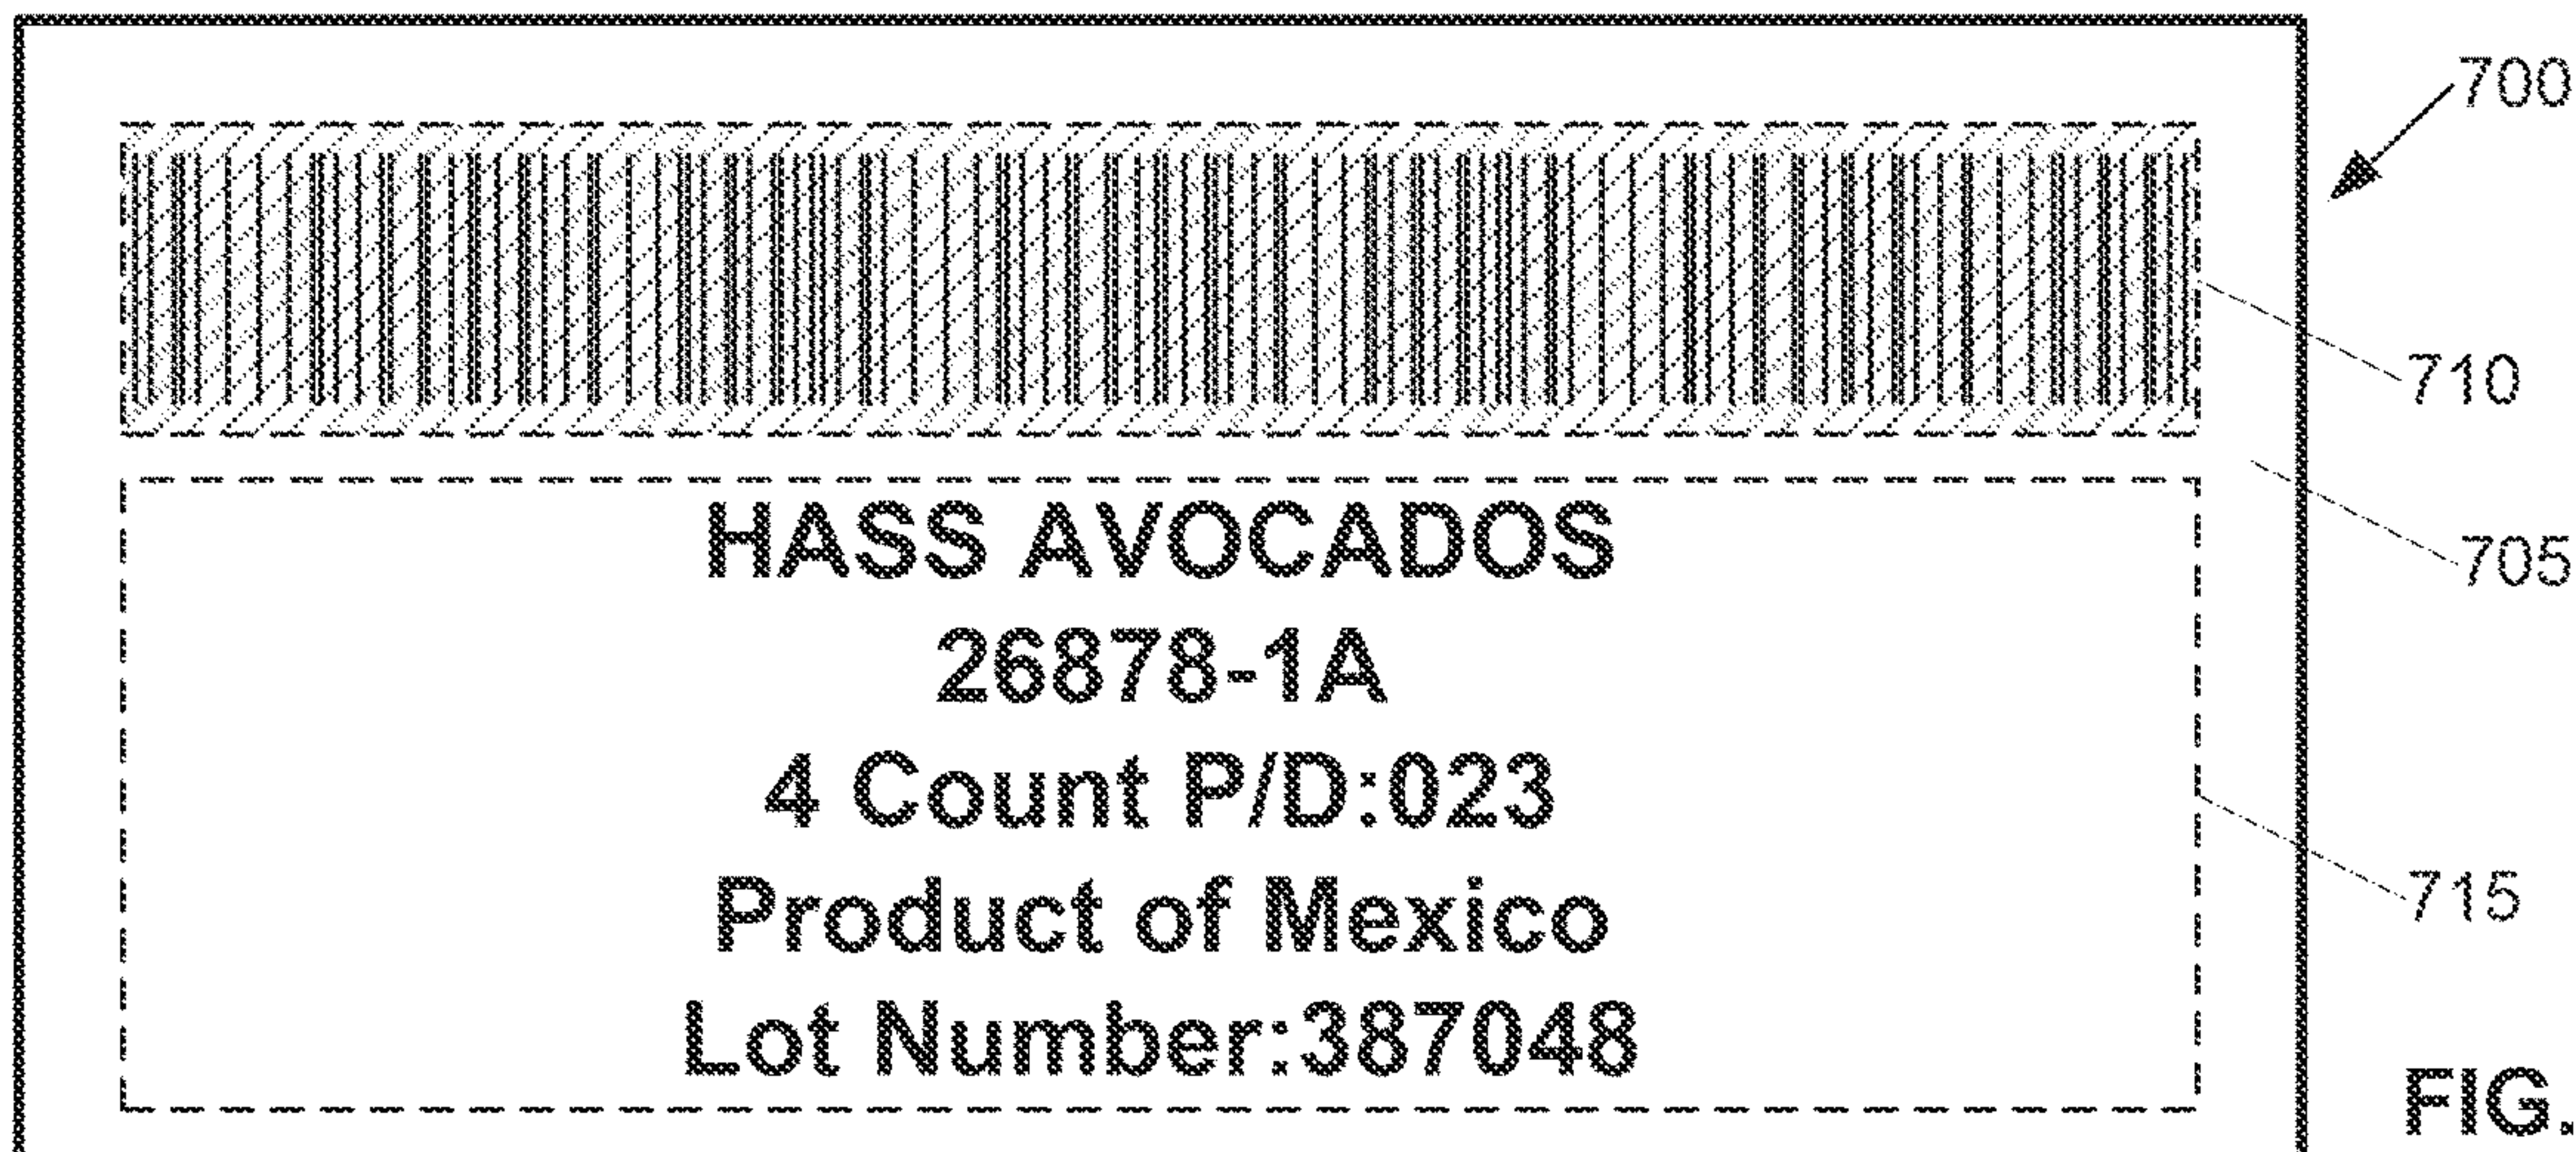 700
710
705
HASS AVOCADOS
26878-1A
4 Count P/D:023
715
Product of Mexico
Lot Number:387048
FIG.